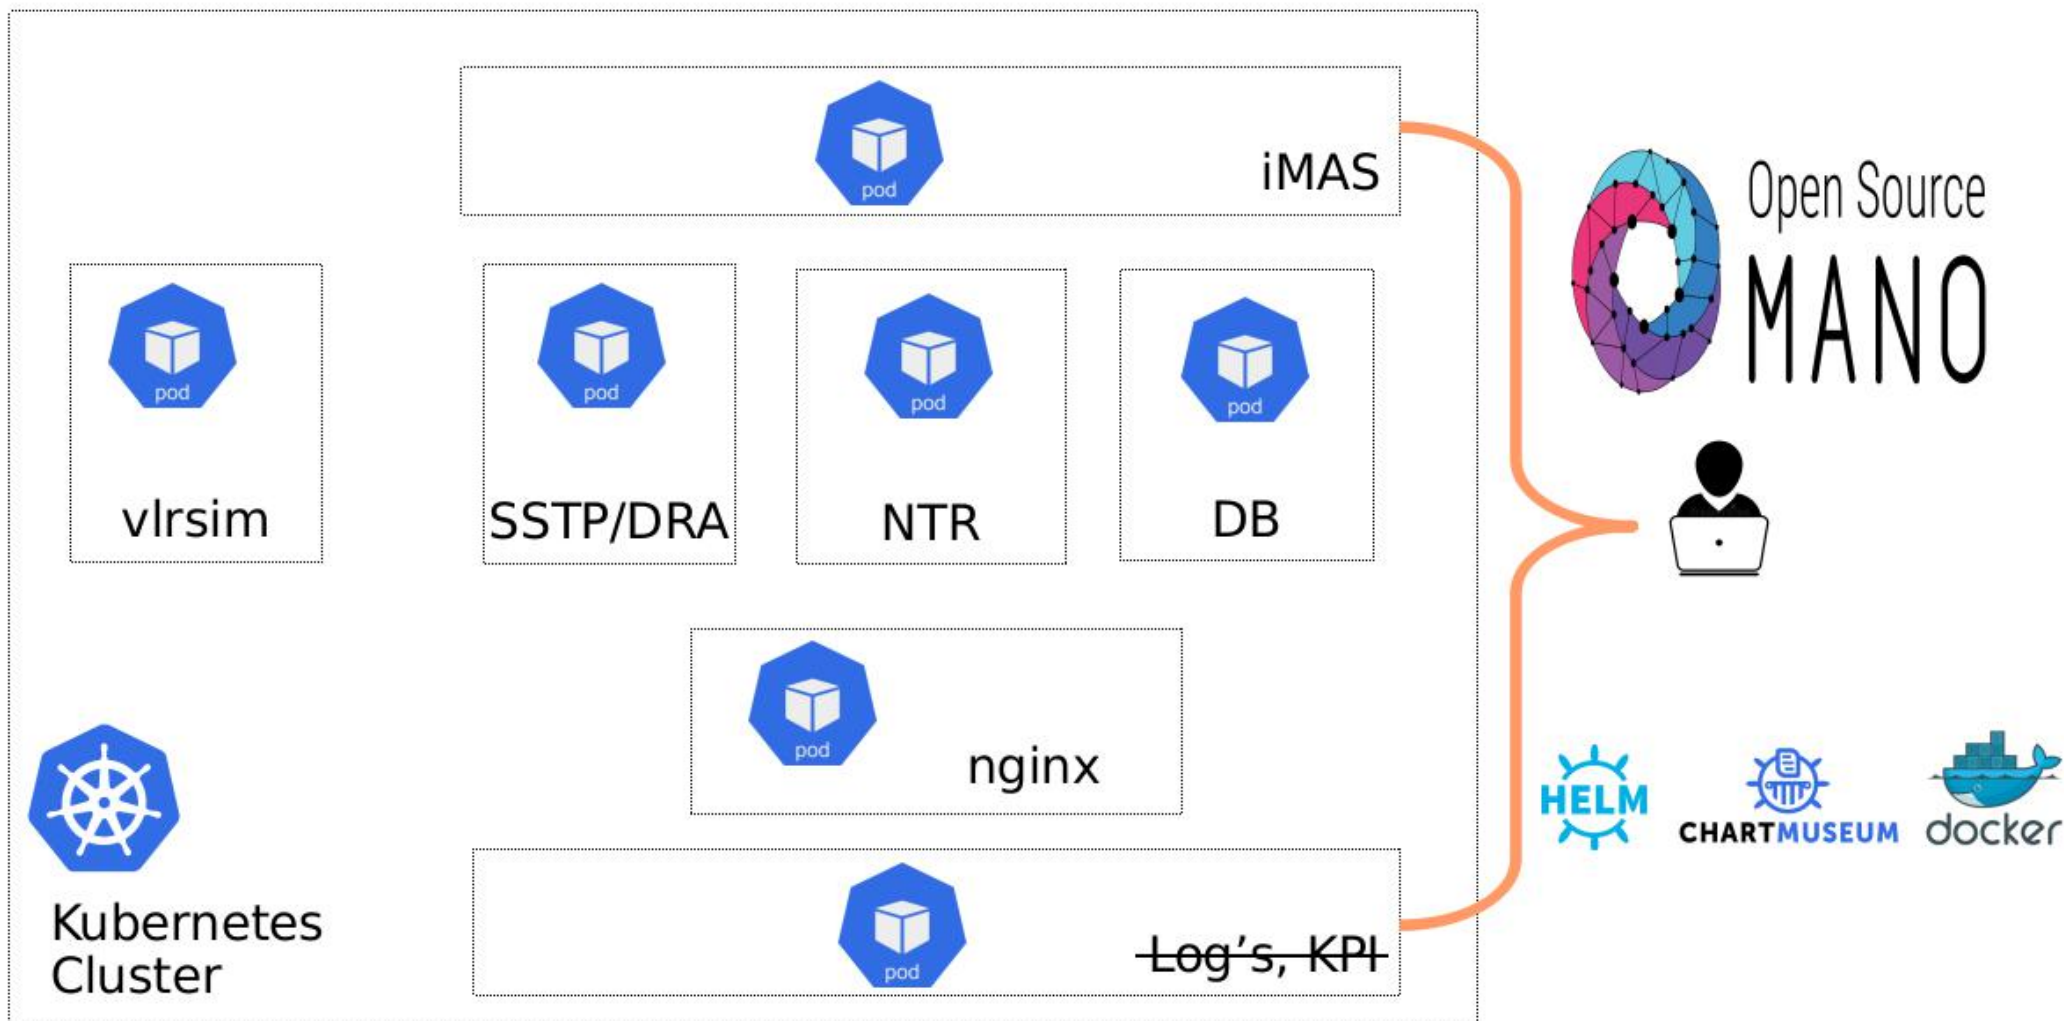 pod
iMAS
pod
vlrsim
pod
SSTP/DRA
pod
NTR
pod
DB
pod
nginx
pod
Log’s, KPI
Kubernetes
Cluster
Open Source
MANO
HELM
CHARTMUSEUM
docker